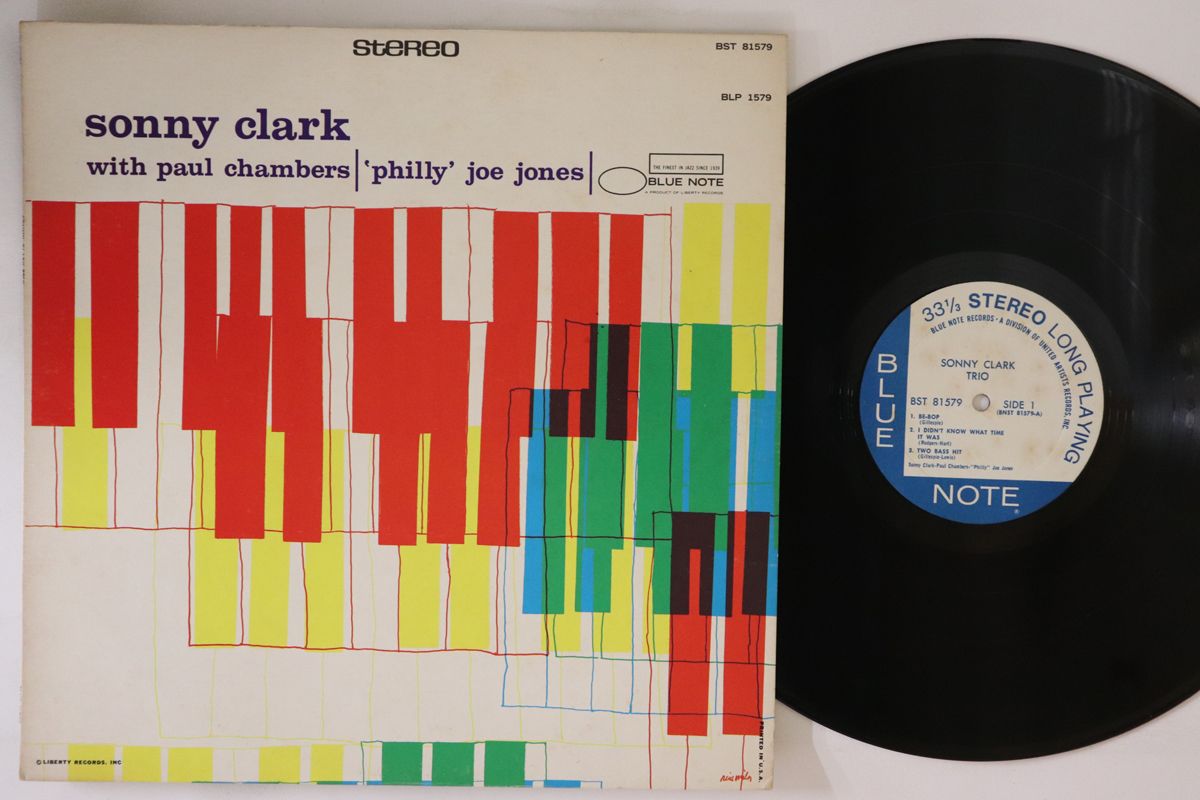 stereo
BST 81579
BLP 1579
sonny clark
with paul chambers 'philly' joe jones
THE FINEST IN JAZZ SINCE 1939
BLUE NOTE
A PRODUCT OF LIBERTY RECORDS
© LIBERTY RECORDS, INC
PRINTED IN U.S.A.
33⅓ STEREO LONG PLAYING
BLUE NOTE RECORDS • A DIVISION OF UNITED ARTISTS RECORDS, INC.
SONNY CLARK
TRIO
BST 81579 SIDE 1
(BNST 81579-A)
1. BE-BOP
(Gillespie)
2. I DIDN'T KNOW WHAT TIME
IT WAS
(Rodgers-Hart)
3. TWO BASS HIT
(Gillespie-Lewis)
Sonny Clark-Paul Chambers-"Philly" Joe Jones
BLUE
NOTE
®